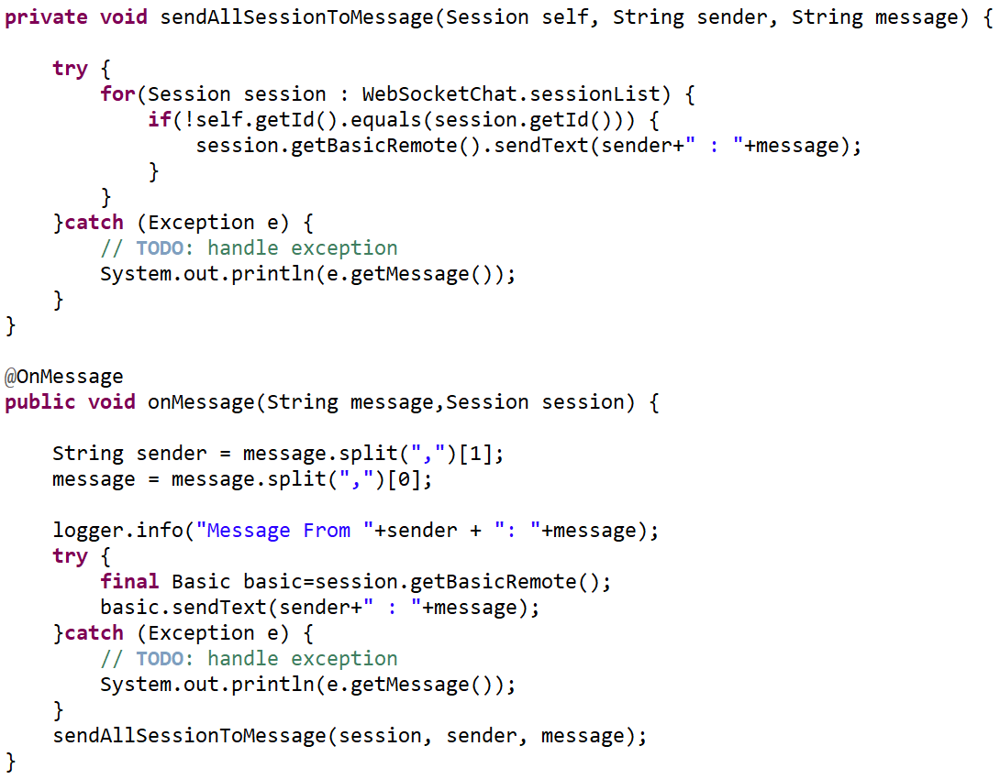 private void sendAllSessionToMessage(Session self, String sender, String message) {
try {
for(Session session : WebSocketChat.sessionList) {
if(!self.getId().equals(session.getId())) {
session.getBasicRemote().sendText(sender+" : "+message);
}
}
}catch (Exception e) {
// TODO: handle exception
System.out.println(e.getMessage());
}
}
@OnMessage
public void onMessage(String message,Session session) {
String sender = message.split(",")[1];
message = message.split(",")[0];
logger.info("Message From "+sender + ": "+message);
try {
final Basic basic=session.getBasicRemote();
basic.sendText(sender+" : "+message);
}catch (Exception e) {
// TODO: handle exception
System.out.println(e.getMessage());
}
sendAllSessionToMessage(session, sender, message);
}